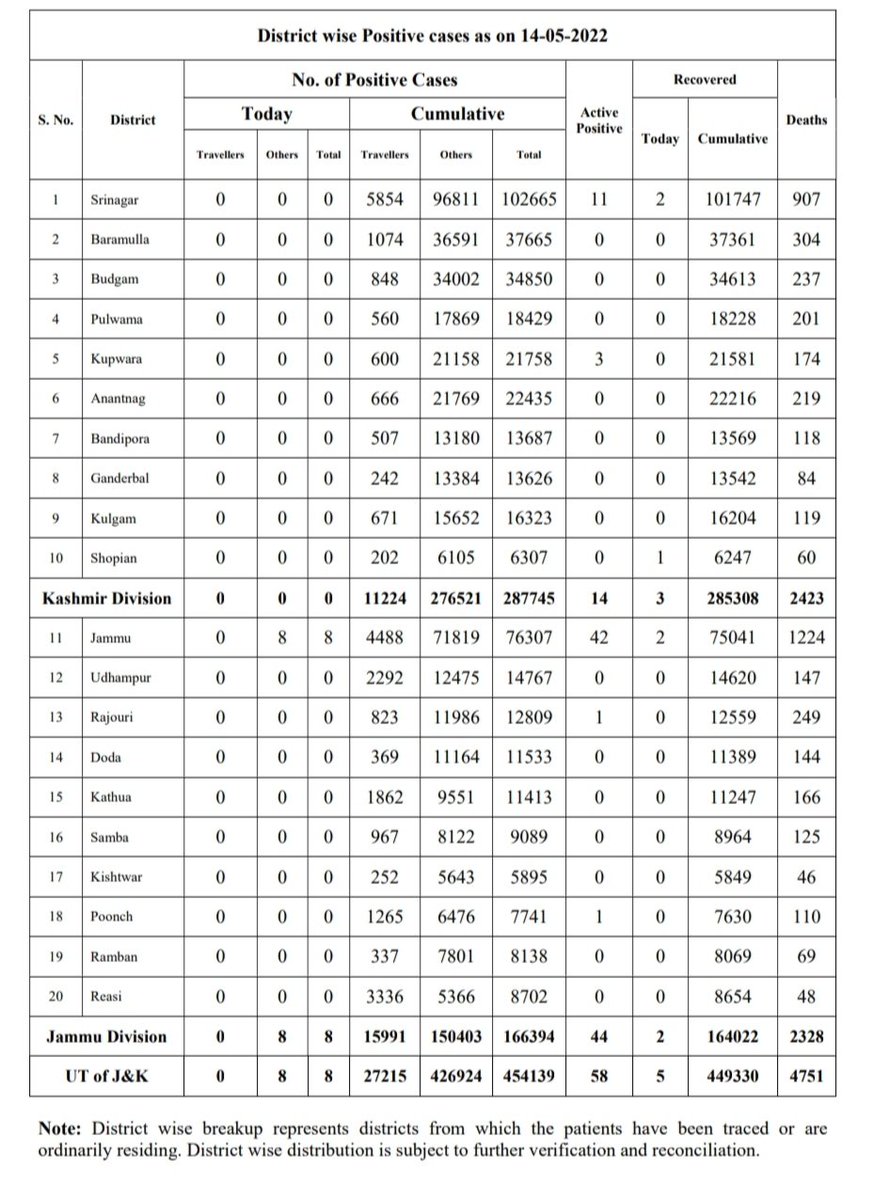 District wise Positive cases as on 14-05-2022
S. No. District No. of Positive Cases Active Positive Recovered Deaths
Today Cumulative Today Cumulative
Travellers Others Total Travellers Others Total
1 Srinagar 0 0 0 5854 96811 102665 11 2 101747 907
2 Baramulla 0 0 0 1074 36591 37665 0 0 37361 304
3 Budgam 0 0 0 848 34002 34850 0 0 34613 237
4 Pulwama 0 0 0 560 17869 18429 0 0 18228 201
5 Kupwara 0 0 0 600 21158 21758 3 0 21581 174
6 Anantnag 0 0 0 666 21769 22435 0 0 22216 219
7 Bandipora 0 0 0 507 13180 13687 0 0 13569 118
8 Ganderbal 0 0 0 242 13384 13626 0 0 13542 84
9 Kulgam 0 0 0 671 15652 16323 0 0 16204 119
10 Shopian 0 0 0 202 6105 6307 0 1 6247 60
Kashmir Division 0 0 0 11224 276521 287745 14 3 285308 2423
11 Jammu 0 8 8 4488 71819 76307 42 2 75041 1224
12 Udhampur 0 0 0 2292 12475 14767 0 0 14620 147
13 Rajouri 0 0 0 823 11986 12809 1 0 12559 249
14 Doda 0 0 0 369 11164 11533 0 0 11389 144
15 Kathua 0 0 0 1862 9551 11413 0 0 11247 166
16 Samba 0 0 0 967 8122 9089 0 0 8964 125
17 Kishtwar 0 0 0 252 5643 5895 0 0 5849 46
18 Poonch 0 0 0 1265 6476 7741 1 0 7630 110
19 Ramban 0 0 0 337 7801 8138 0 0 8069 69
20 Reasi 0 0 0 3336 5366 8702 0 0 8654 48
Jammu Division 0 8 8 15991 150403 166394 44 2 164022 2328
UT of J&K 0 8 8 27215 426924 454139 58 5 449330 4751
Note: District wise breakup represents districts from which the patients have been traced or are
ordinarily residing. District wise distribution is subject to further verification and reconciliation.